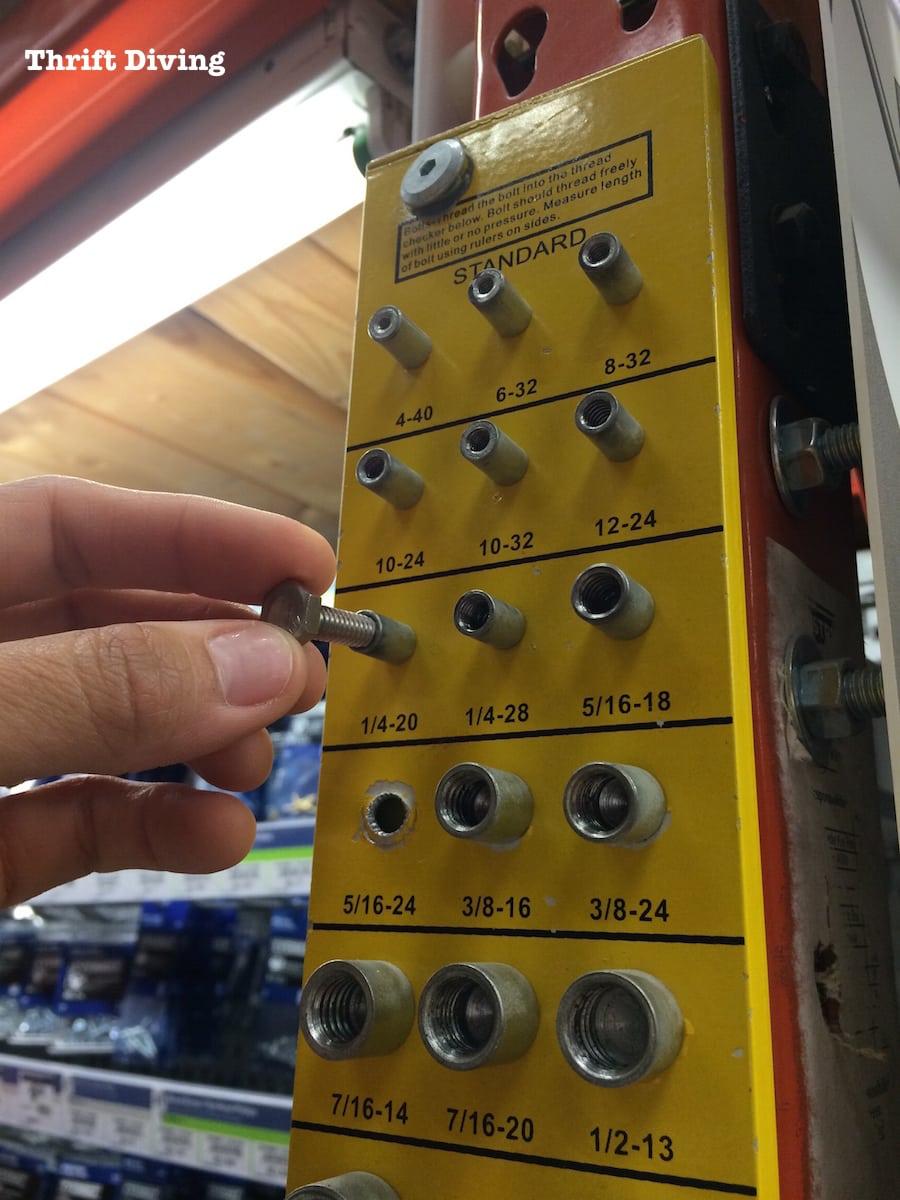 Thrift Diving
Bolts-Thread the bolt into the thread
checker below. Bolt should thread freely
with little or no pressure. Measure length
of bolt using rulers on sides.
STANDARD
4-40 6-32 8-32
10-24 10-32 12-24
1/4-20 1/4-28 5/16-18
5/16-24 3/8-16 3/8-24
7/16-14 7/16-20 1/2-13